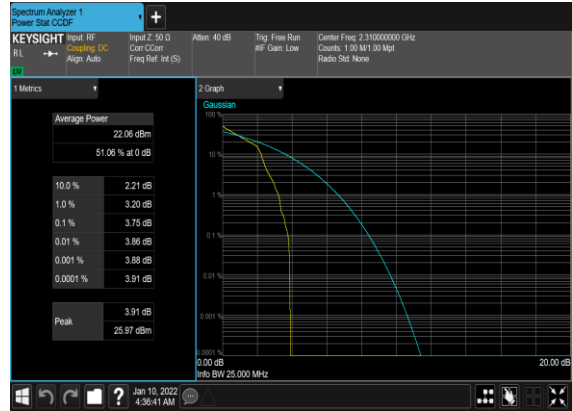 Spectrum Analyzer 1
Power Stat CCDF
KEYSIGHT
RL
Input: RF
Coupling: DC
Align: Auto
Input Z: 50 Ω
Corr CCorr
Freq Ref: Int (S)
Atten: 40 dB
Trig: Free Run
#IF Gain: Low
Center Freq: 2.310000000 GHz
Counts: 1.00 M/1.00 Mpt
Radio Std: None
1 Metrics
Average Power
22.06 dBm
51.06 % at 0 dB
10.0 % 2.21 dB
1.0 % 3.20 dB
0.1 % 3.75 dB
0.01 % 3.86 dB
0.001 % 3.88 dB
0.0001 % 3.91 dB
Peak
3.91 dB
25.97 dBm
2 Graph
Gaussian
100 %
10 %
1 %
0.1 %
0.01 %
0.001 %
0.0001 %
0.00 dB
20.00 dB
Info BW 25.000 MHz
?
Jan 10, 2022
4:36:41 AM